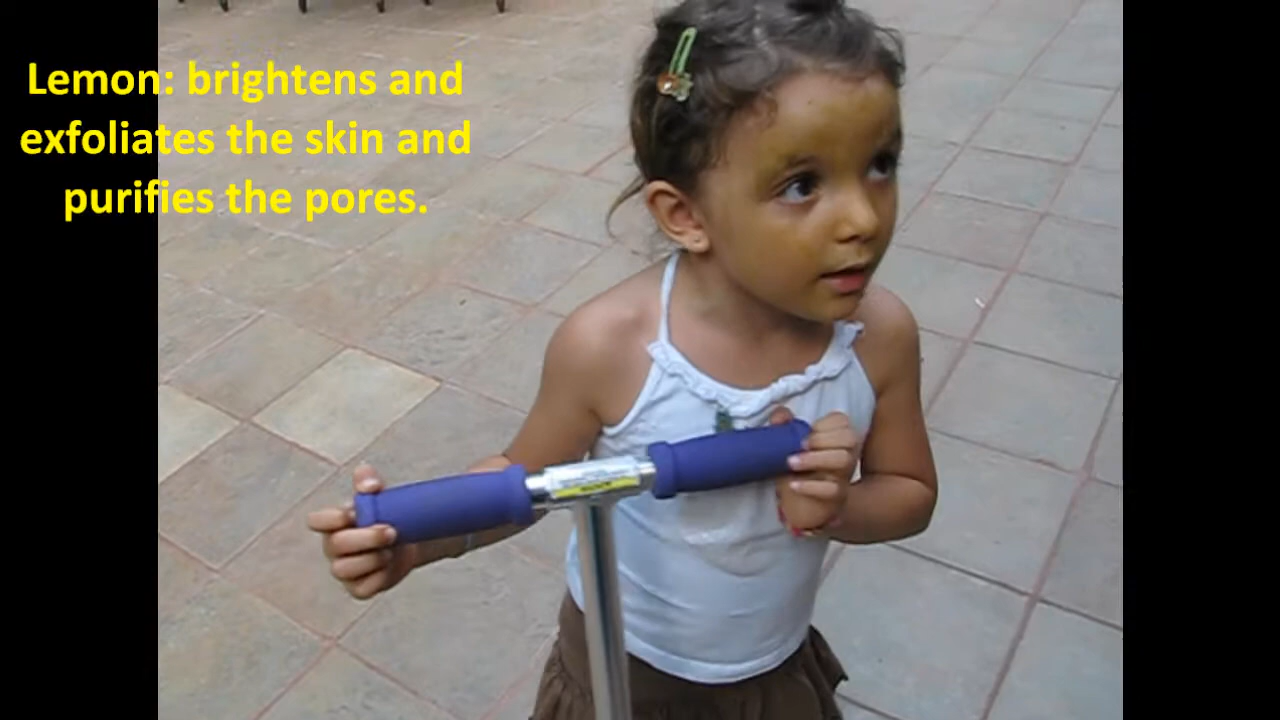 Lemon: brightens and
exfoliates the skin and
purifies the pores.